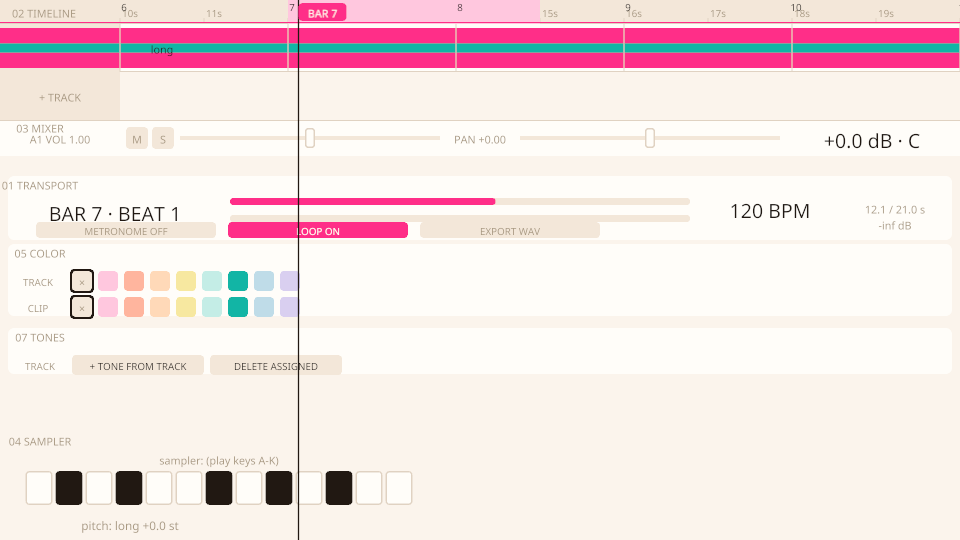 02 TIMELINE 6 10s 11s 7 BAR 7 8 15s 9 16s 17s 10 18s 19s
long
+ TRACK
03 MIXER
A1 VOL 1.00 M S PAN +0.00 +0.0 dB · C
01 TRANSPORT
BAR 7 · BEAT 1 120 BPM 12.1 / 21.0 s
-inf dB
METRONOME OFF LOOP ON EXPORT WAV
05 COLOR
TRACK ×
CLIP ×
07 TONES
TRACK + TONE FROM TRACK DELETE ASSIGNED
04 SAMPLER
sampler: (play keys A-K)
pitch: long +0.0 st